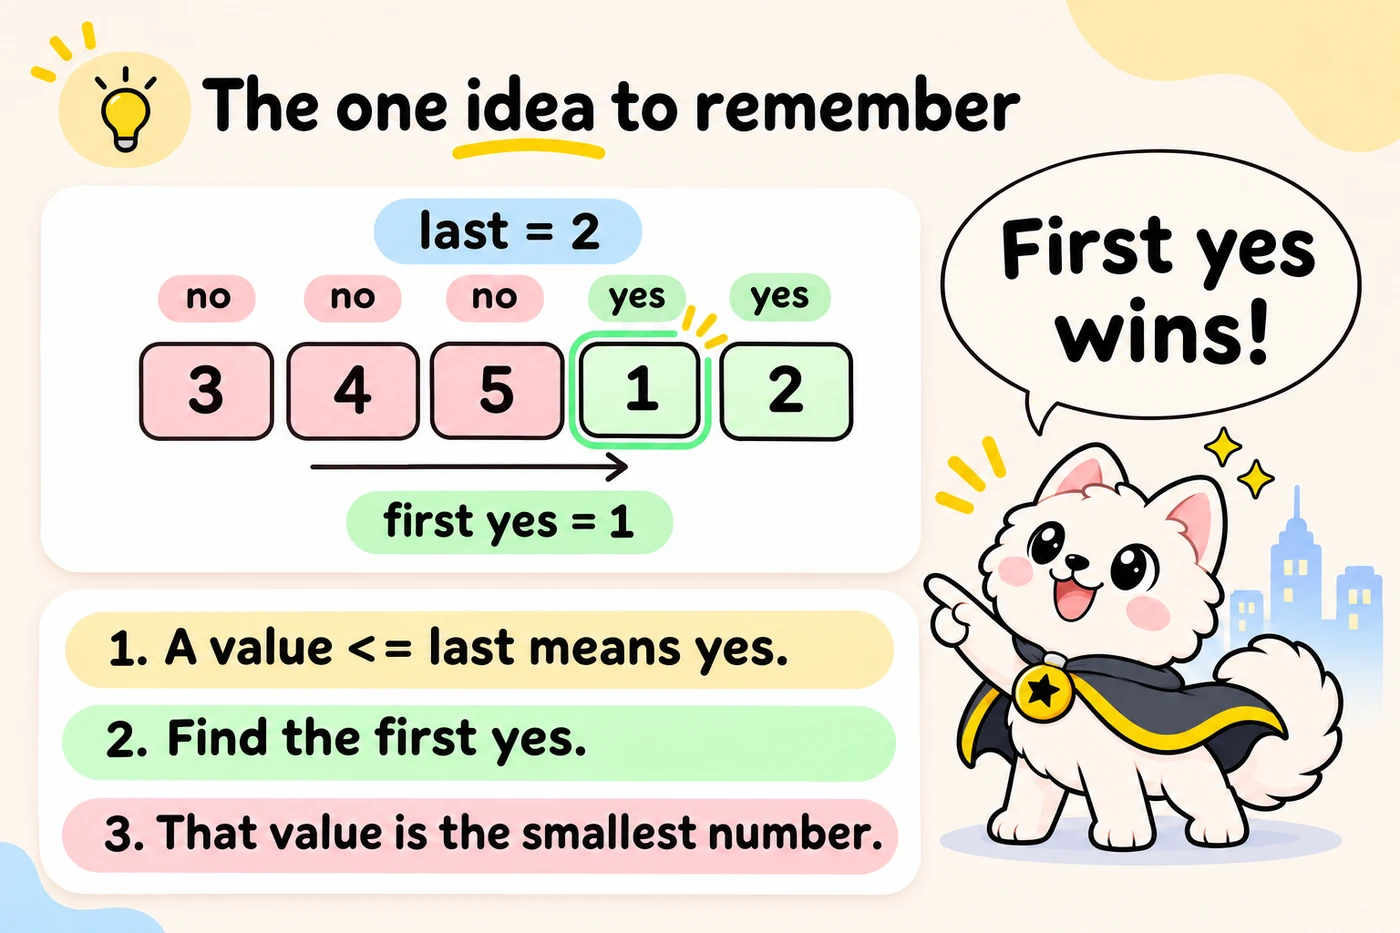 The one idea to remember
last = 2
no no no yes yes
3 4 5 1 2
first yes = 1
First yes
wins!
1. A value <= last means yes.
2. Find the first yes.
3. That value is the smallest number.